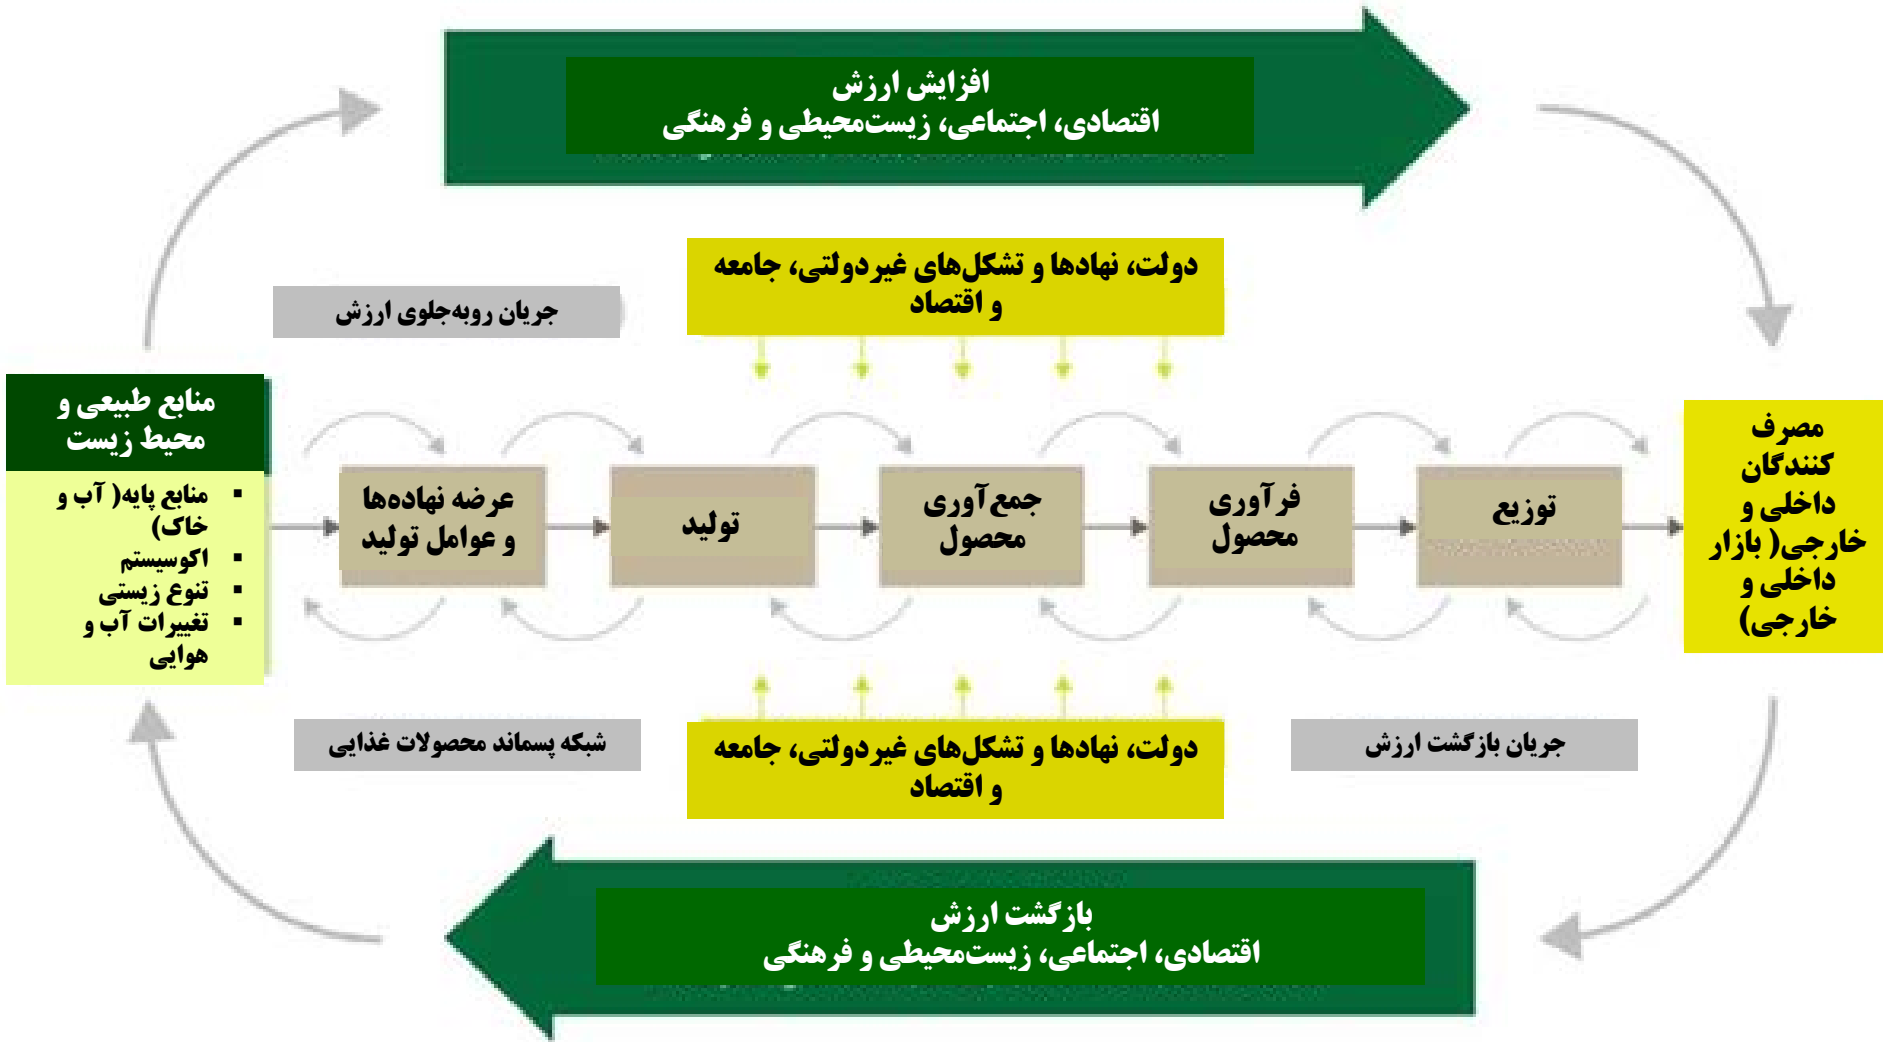 افزایش ارزش
اقتصادی، اجتماعی، زیست‌محیطی و فرهنگی
دولت، نهادها و تشکل‌های غیردولتی، جامعه
و اقتصاد
جریان روبه‌جلوی ارزش
منابع طبیعی و
محیط زیست
▪ منابع پایه( آب و
خاک)
▪ اکوسیستم
▪ تنوع زیستی
▪ تغییرات آب و
هوایی
عرضه نهاده‌ها
و عوامل تولید
تولید
جمع‌آوری
محصول
فرآوری
محصول
توزیع
مصرف
کنندگان
داخلی و
خارجی( بازار
داخلی و
خارجی)
شبکه پسماند محصولات غذایی
دولت، نهادها و تشکل‌های غیردولتی، جامعه
و اقتصاد
جریان بازگشت ارزش
بازگشت ارزش
اقتصادی، اجتماعی، زیست‌محیطی و فرهنگی